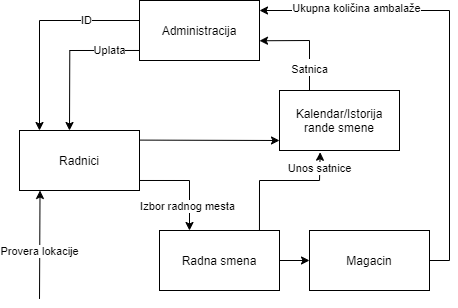 Ukupna količina ambalaže
ID
Administracija
Uplata
Satnica
Kalendar/Istorija
rande smene
Radnici
Unos satnice
Izbor radnog mesta
Provera lokacije
Radna smena
Magacin